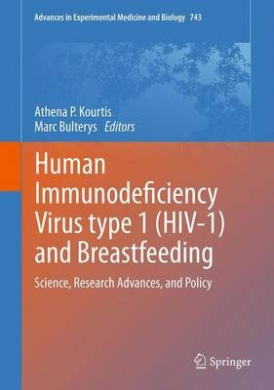 Advances in Experimental Medicine and Biology 743
Athena P. Kourtis
Marc Bulterys Editors
Human
Immunodeficiency
Virus type 1 (HIV-1)
and Breastfeeding
Science, Research Advances, and Policy
Springer